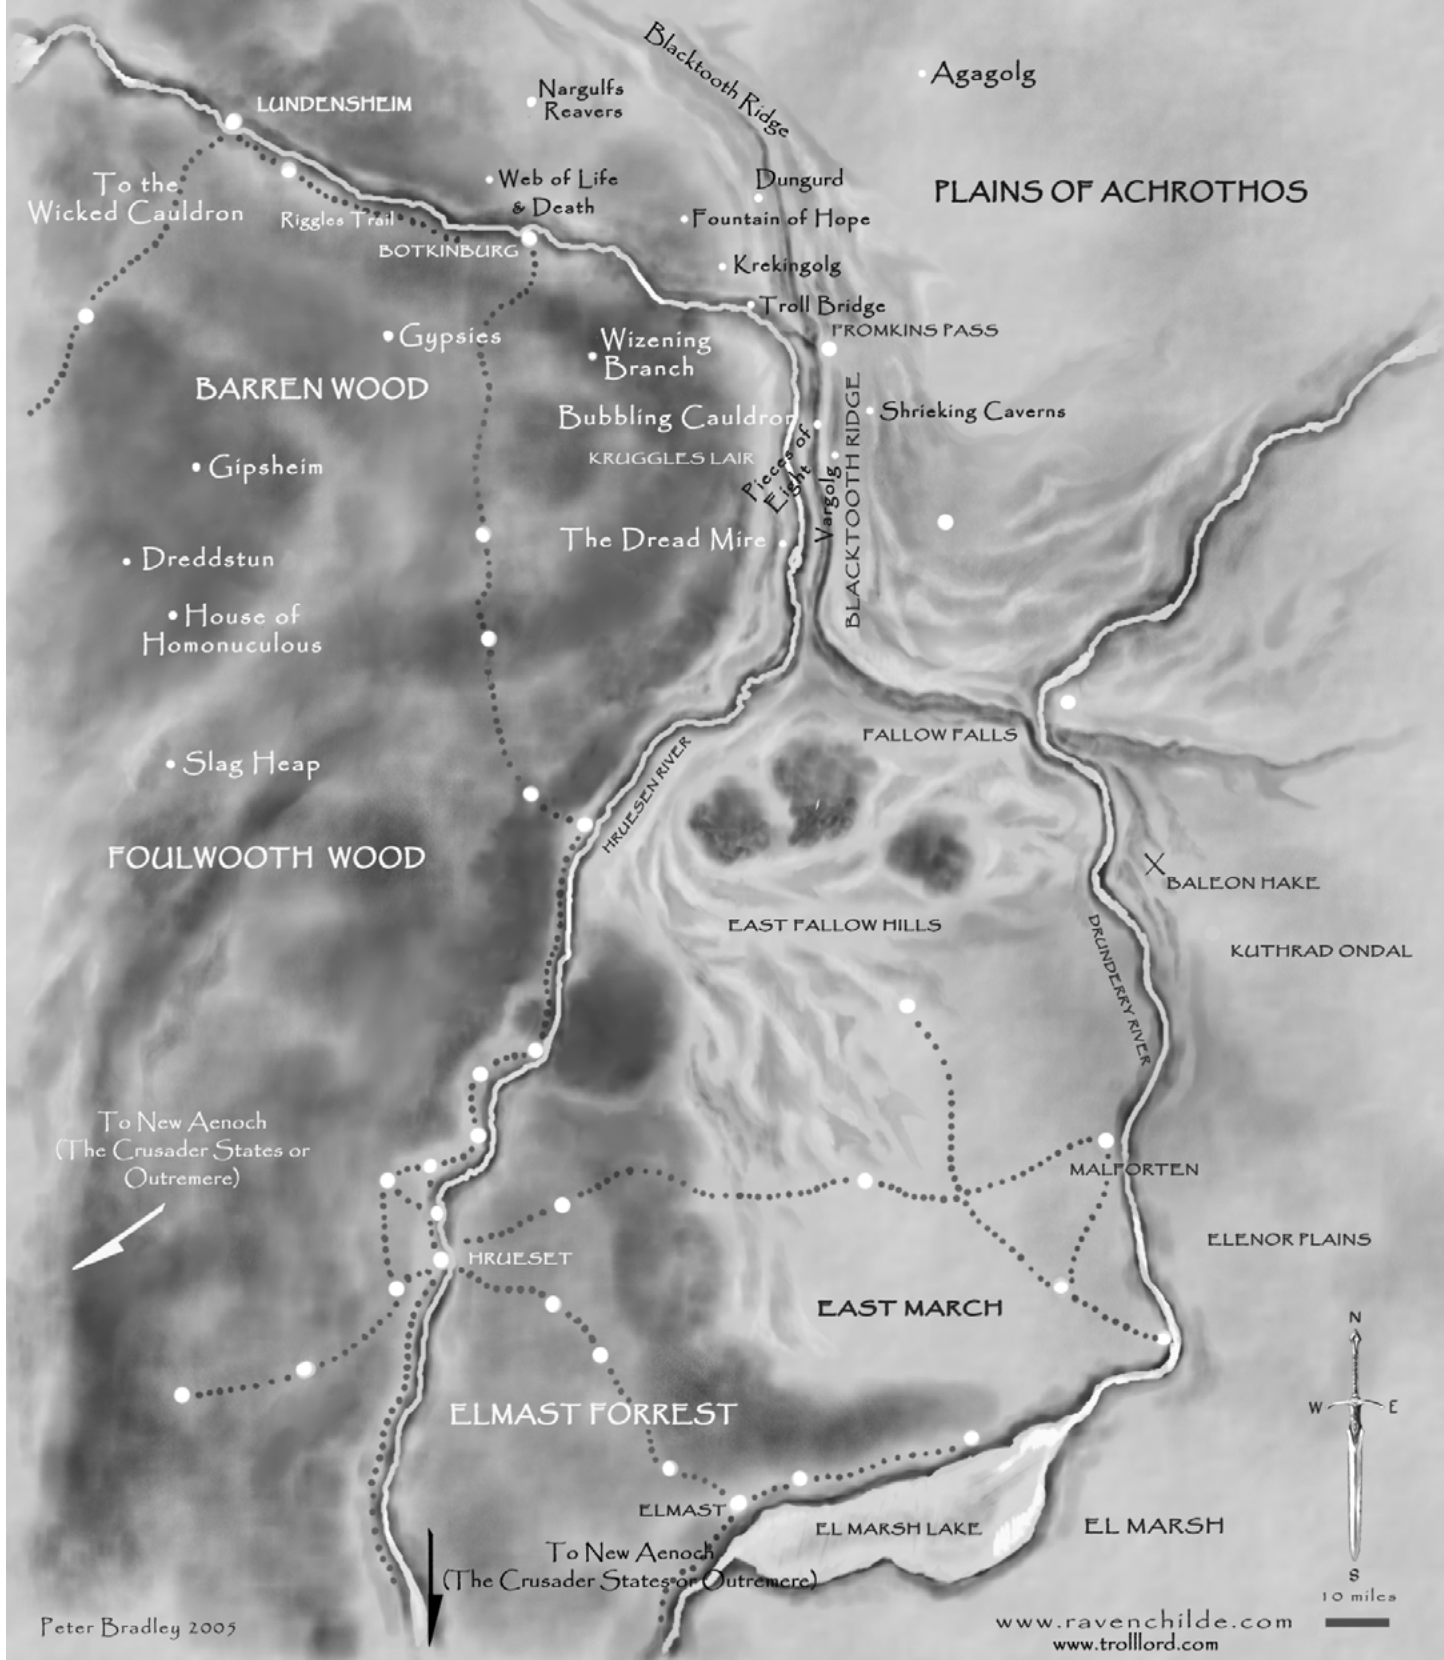 Blacktooth Ridge
Agagolg
LUNDENSHEIM
Nargulfs
Reavers
PLAINS OF ACHROTHOS
To the
Wicked Cauldron
Riggles Trail
Web of Life
& Death
Dungurd
Fountain of Hope
BOTKINBURG
Krekingolg
Troll Bridge
FROMKINS PASS
Gypsies
Wizening
Branch
BARREN WOOD
Bubbling Cauldron
Shrieking Caverns
BLACKTOOTH RIDGE
KRUGGLES LAIR
Pieces of
Eight
Vargolg
Gipsheim
The Dread Mire
Dreddstun
House of
Homonuculous
Slag Heap
FALLOW FALLS
HRUESEN RIVER
FOULWOOTH WOOD
BALEON HAKE
EAST FALLOW HILLS
KUTHRAD ONDAL
DRUNDERRY RIVER
To New Aenoch
(The Crusader States or
Outremere)
MALFORTEN
HRUESET
ELENOR PLAINS
EAST MARCH
N
W E
S
ELMAST FORREST
ELMAST
EL MARSH LAKE
EL MARSH
To New Aenoch
(The Crusader States or Outremere)
10 miles
Peter Bradley 2005
www.ravenchilde.com
www.trolllord.com